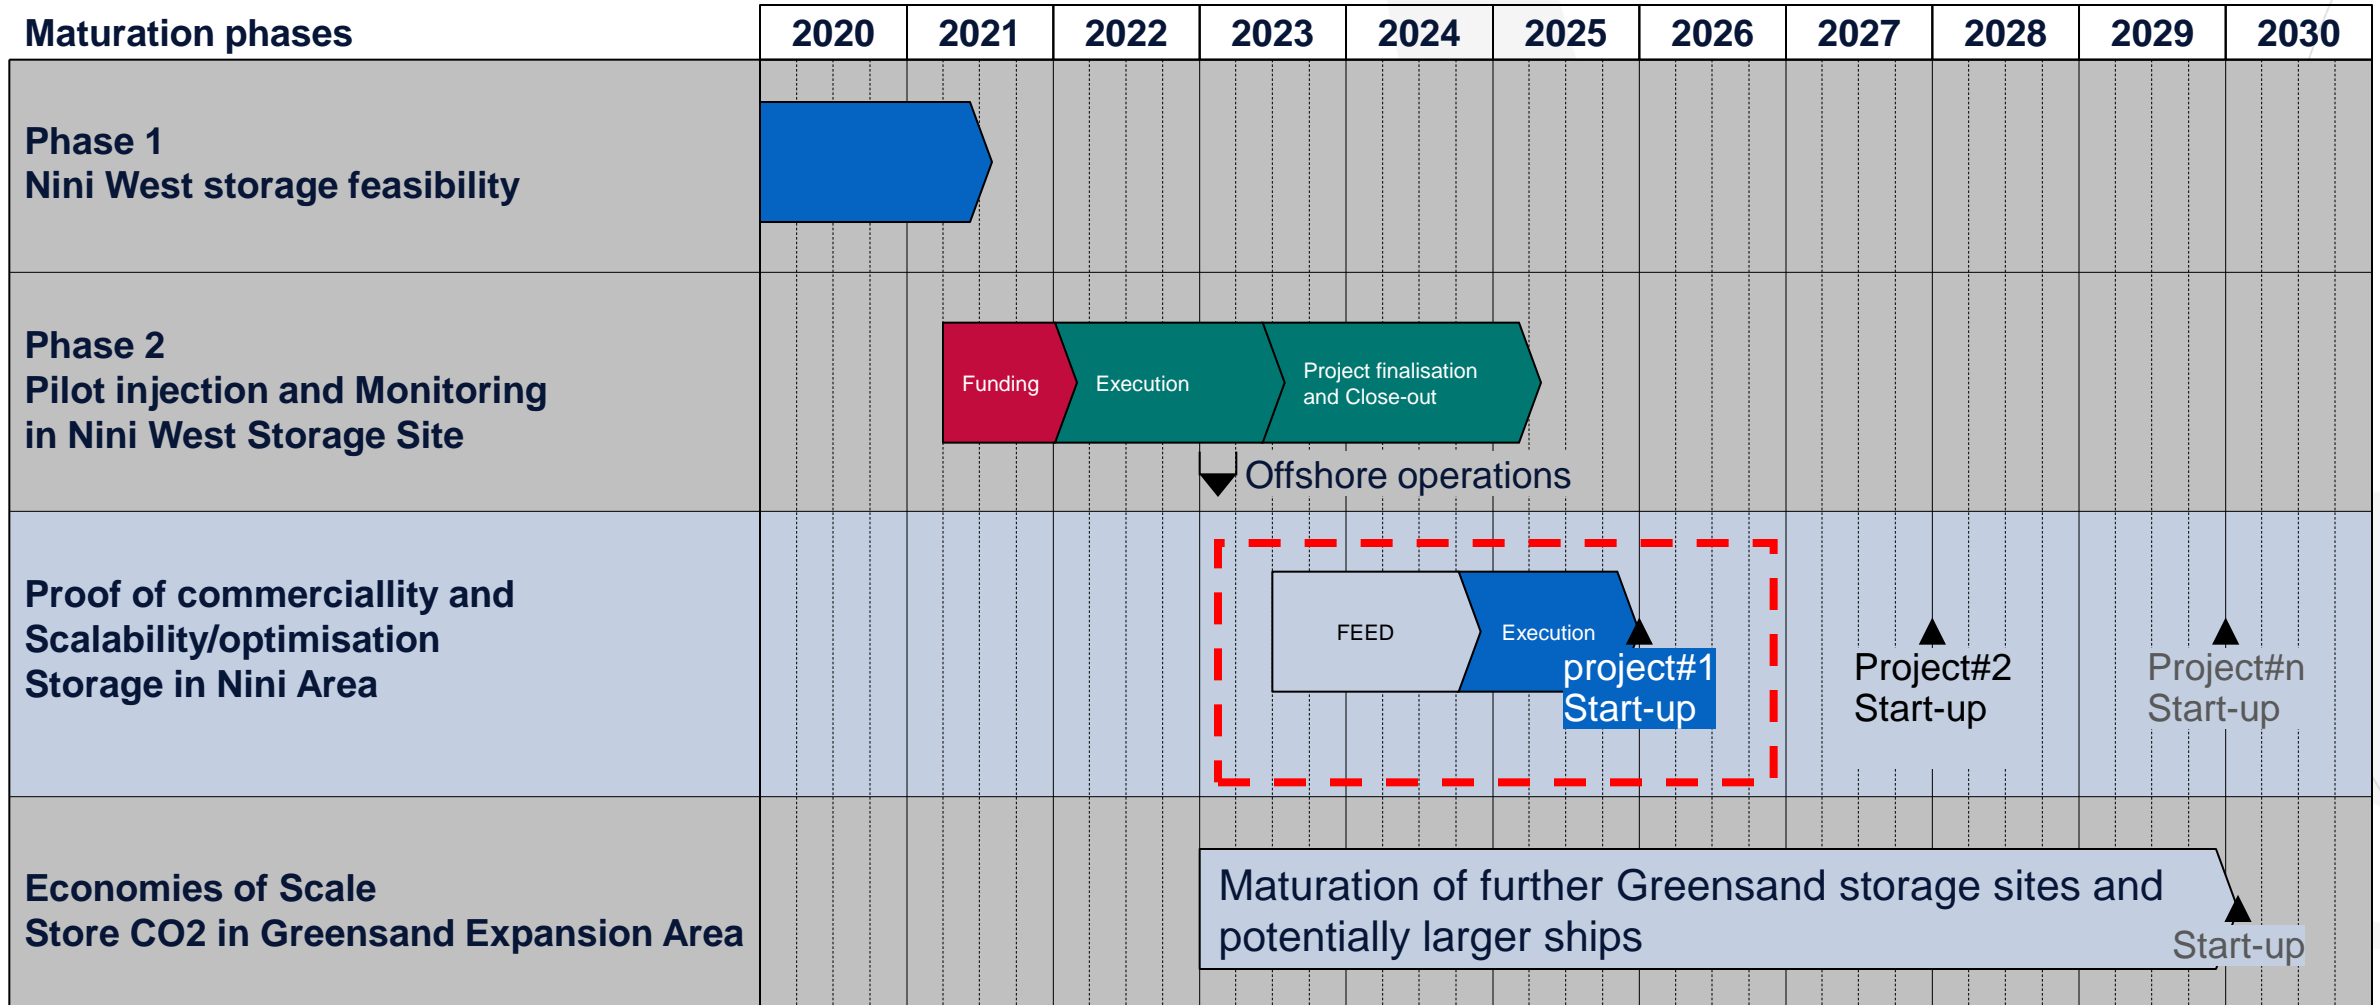 Maturation phases
2020 2021 2022 2023 2024 2025 2026 2027 2028 2029 2030
Phase 1
Nini West storage feasibility
Phase 2
Pilot injection and Monitoring
in Nini West Storage Site
Funding
Execution
Project finalisation
and Close-out
Offshore operations
Proof of commerciallity and
Scalability/optimisation
Storage in Nini Area
FEED
Execution
project#1
Start-up
Project#2
Start-up
Project#n
Start-up
Economies of Scale
Store CO2 in Greensand Expansion Area
Maturation of further Greensand storage sites and
potentially larger ships
Start-up